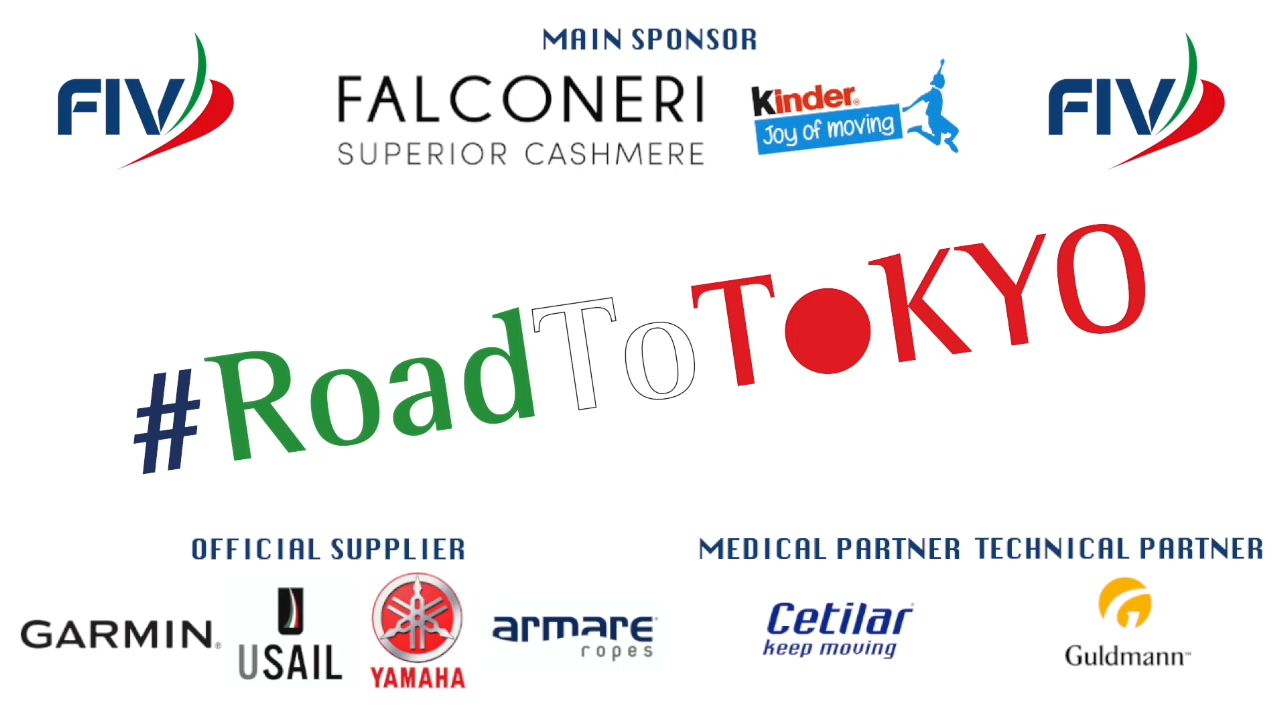 MAIN SPONSOR
FIV
FALCONERI
SUPERIOR CASHMERE
Kinder®
Joy of moving
FIV
#RoadToTOKYO
OFFICIAL SUPPLIER
MEDICAL PARTNER
TECHNICAL PARTNER
GARMIN®
USAIL
YAMAHA
armare®
ropes
Cetilar®
keep moving
Guldmann™